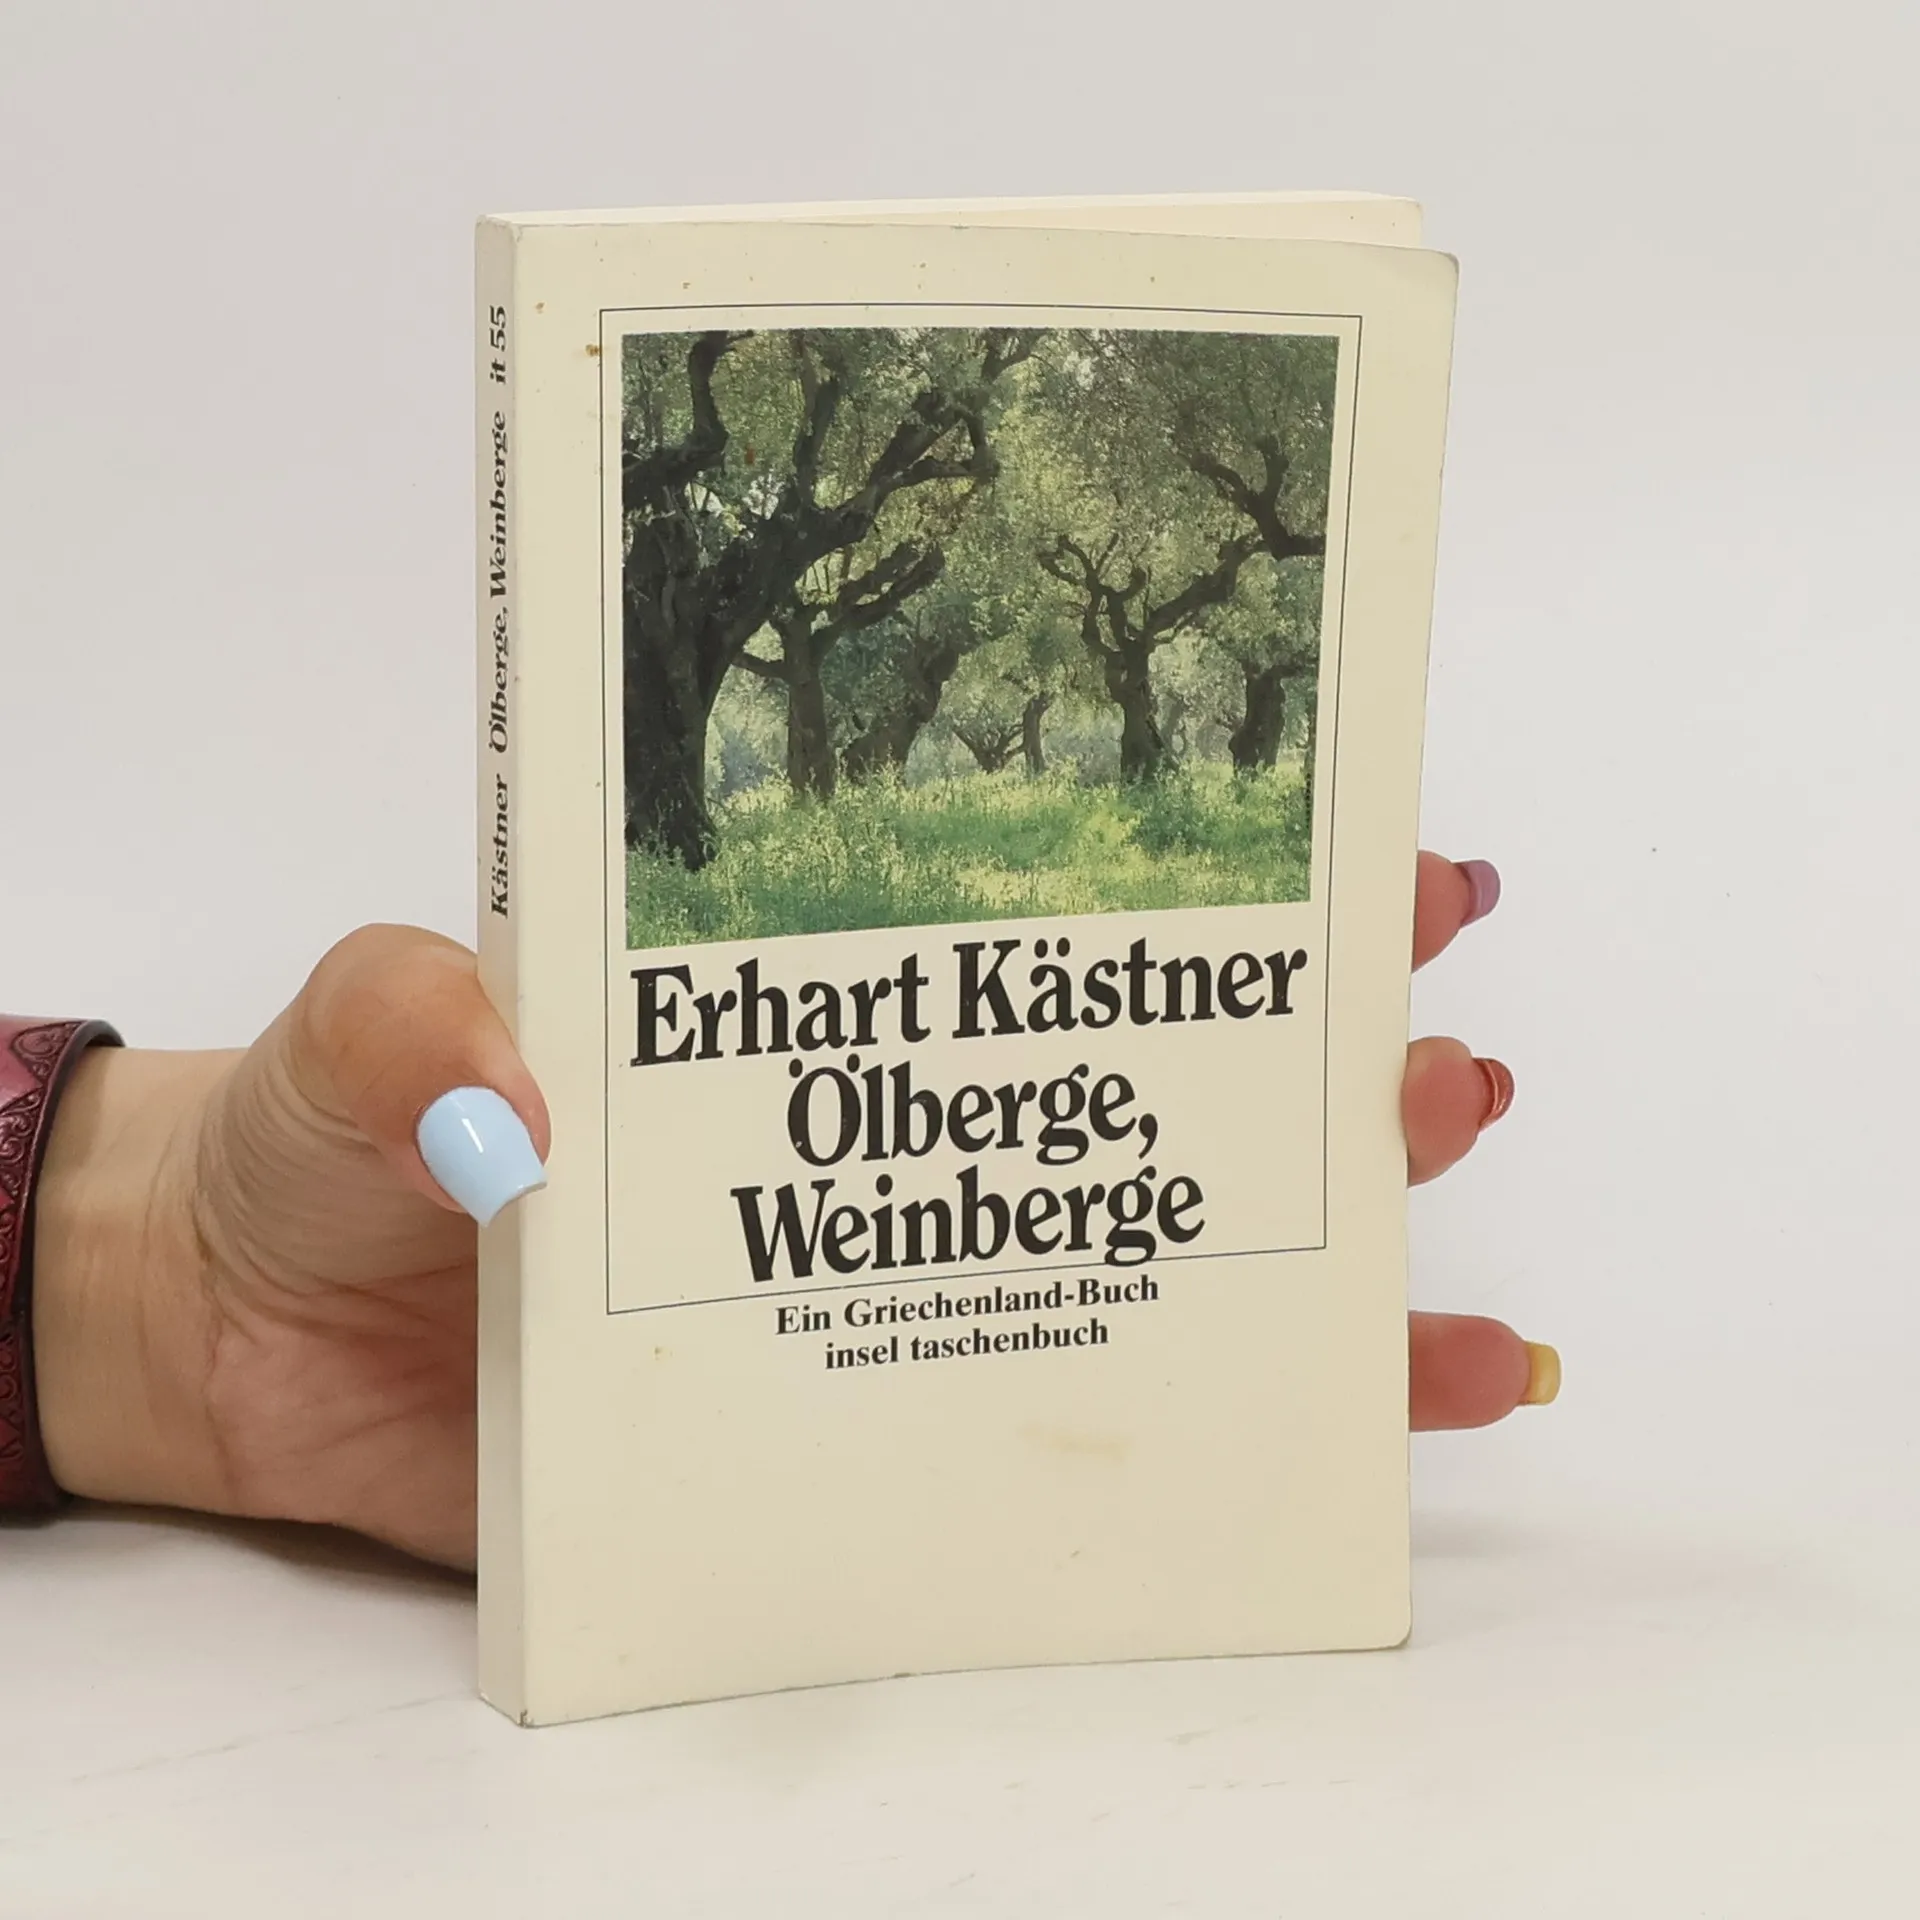 Kästner Ölberge, Weinberge it 55
Erhart Kästner
Ölberge,
Weinberge
Ein Griechenland-Buch
insel taschenbuch